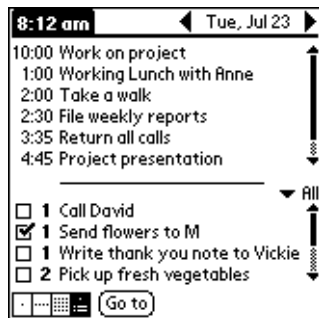 8:12 am Tue, Jul 23
10:00 Work on project
1:00 Working Lunch with Anne
2:00 Take a walk
2:30 File weekly reports
3:35 Return all calls
4:45 Project presentation
All
1 Call David
1 Send flowers to M
1 Write thank you note to Vickie
2 Pick up fresh vegetables
Go to